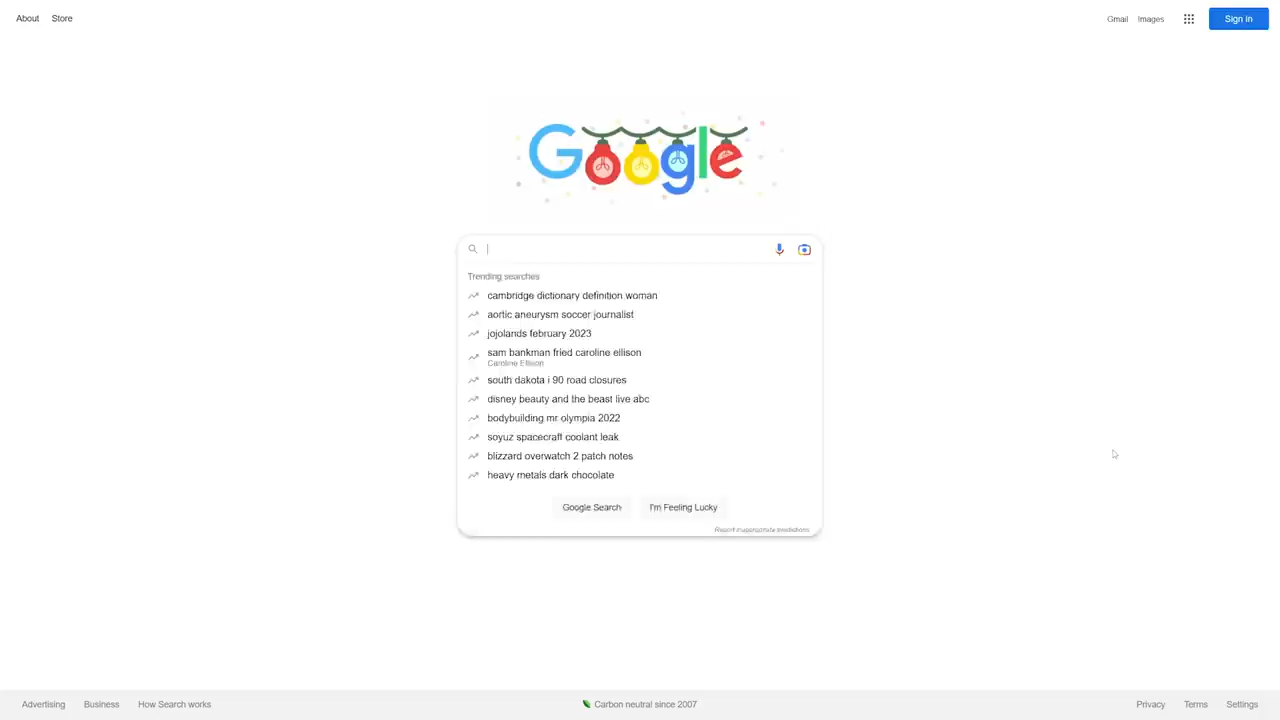 About Store
Gmail Images Sign in
Google
Trending searches
cambridge dictionary definition woman
aortic aneurysm soccer journalist
jojolands february 2023
sam bankman fried caroline ellison
Caroline Ellison
south dakota i 90 road closures
disney beauty and the beast live abc
bodybuilding mr olympia 2022
soyuz spacecraft coolant leak
blizzard overwatch 2 patch notes
heavy metals dark chocolate
Google Search I'm Feeling Lucky
Report inappropriate predictions
Advertising Business How Search works Carbon neutral since 2007 Privacy Terms Settings